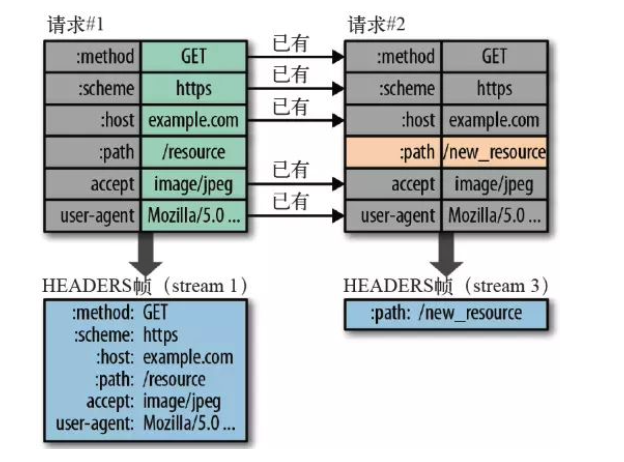 请求#1
:method GET
:scheme https
:host example.com
:path /resource
accept image/jpeg
user-agent Mozilla/5.0 ...
已有
已有
已有
已有
已有
请求#2
:method GET
:scheme https
:host example.com
:path /new_resource
accept image/jpeg
user-agent Mozilla/5.0 ...
HEADERS帧（stream 1）
:method: GET
:scheme: https
:host: example.com
:path: /resource
accept: image/jpeg
user-agent: Mozilla/5.0 ...
HEADERS帧（stream 3）
:path: /new_resource